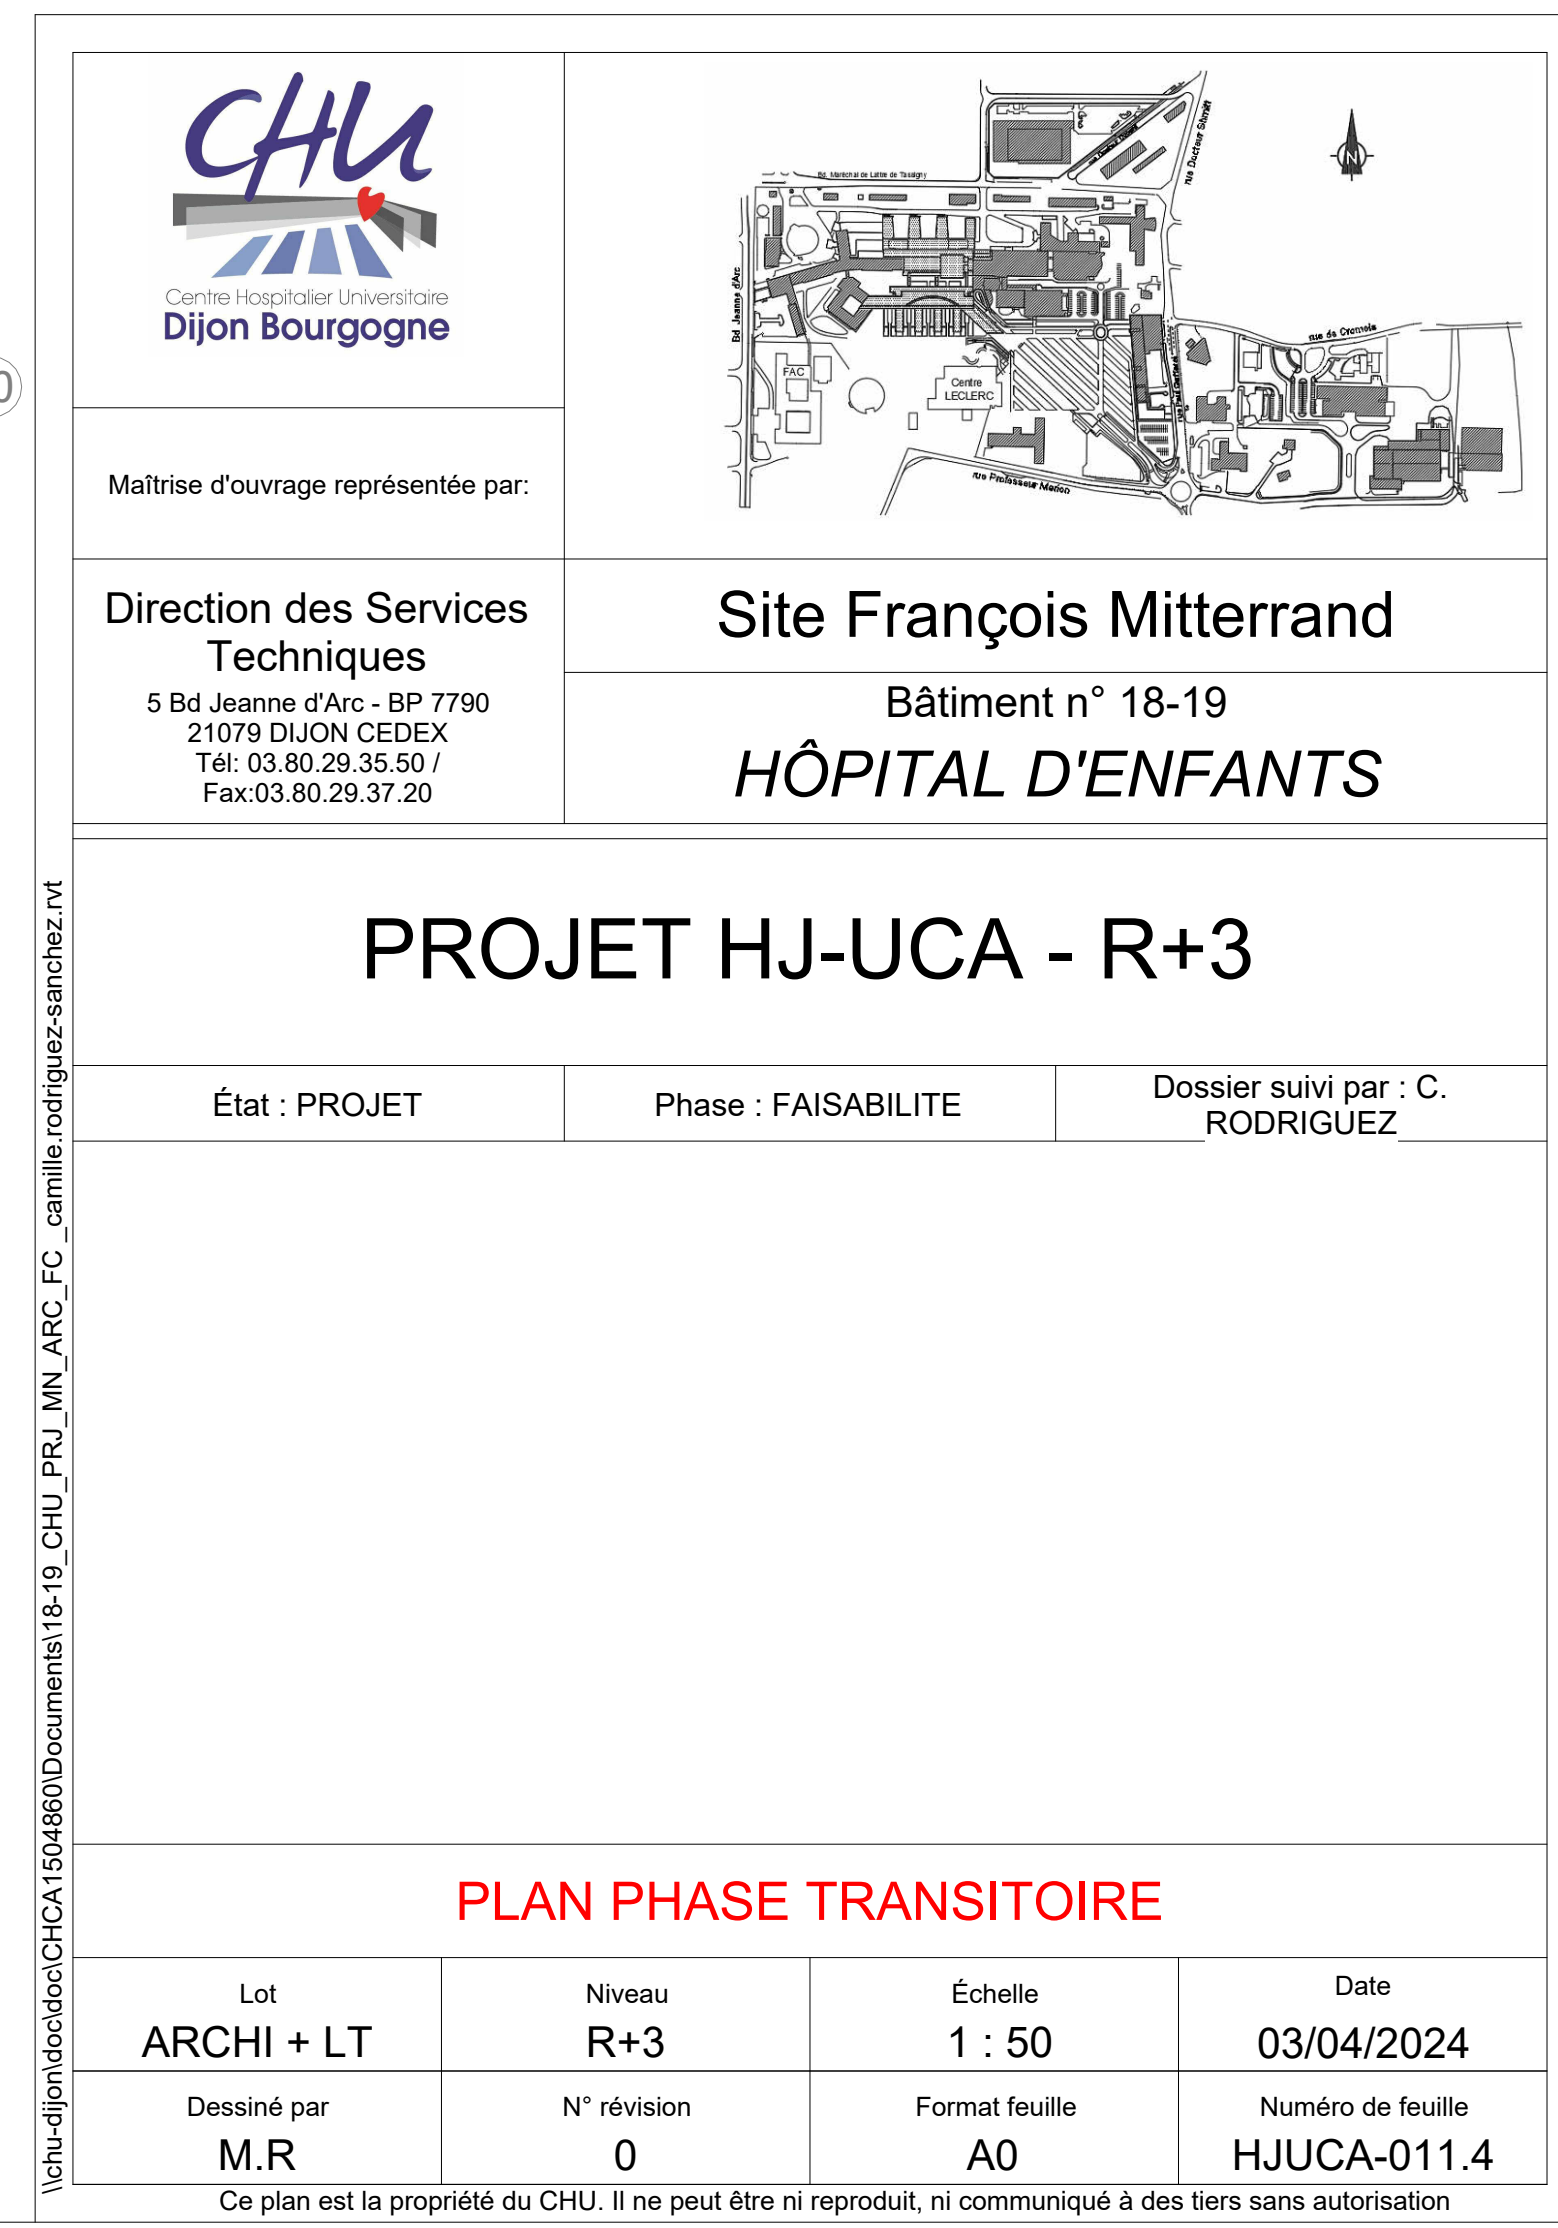 CHU
Centre Hospitalier Universitaire
Dijon Bourgogne
Bd. Maréchal de Lattre de Tassigny
rue Docteur Shmitt
N
Bd Jeanne d'Arc
FAC
Centre
LECLERC
rue de Cromois
rue Professeur Marion
0
Maîtrise d'ouvrage représentée par:
Direction des Services
Techniques
5 Bd Jeanne d'Arc - BP 7790
21079 DIJON CEDEX
Tél: 03.80.29.35.50 /
Fax:03.80.29.37.20
Site François Mitterrand
Bâtiment n° 18-19
HÔPITAL D'ENFANTS
PROJET HJ-UCA - R+3
État : PROJET
Phase : FAISABILITE
Dossier suivi par : C.
RODRIGUEZ
\\chu-dijon\doc\doc\CHCA1504860\Documents\18-19_CHU_PRJ_MN_ARC_FC _camille.rodriguez-sanchez.rvt
PLAN PHASE TRANSITOIRE
Lot
ARCHI + LT
Niveau
R+3
Échelle
1 : 50
Date
03/04/2024
Dessiné par
M.R
N° révision
0
Format feuille
A0
Numéro de feuille
HJUCA-011.4
Ce plan est la propriété du CHU. Il ne peut être ni reproduit, ni communiqué à des tiers sans autorisation